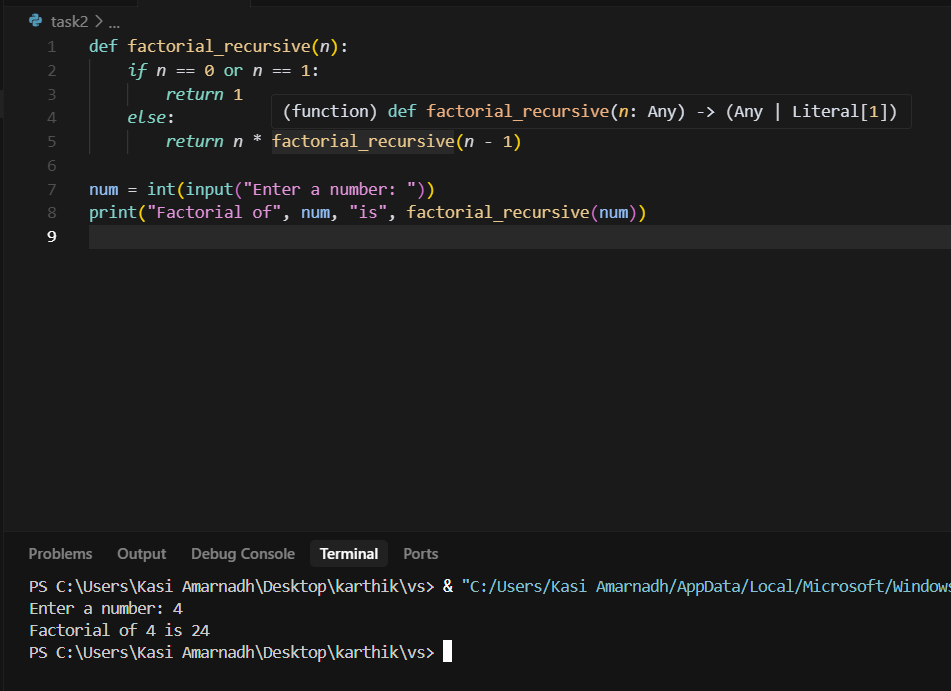 task2 > ...
1 def factorial_recursive(n):
2 if n == 0 or n == 1:
3 return 1
(function) def factorial_recursive(n: Any) -> (Any | Literal[1])
4 else:
5 return n * factorial_recursive(n - 1)
6
7 num = int(input("Enter a number: "))
8 print("Factorial of", num, "is", factorial_recursive(num))
9
Problems Output Debug Console Terminal Ports
PS C:\Users\Kasi Amarnadh\Desktop\karthik\vs> & "C:/Users/Kasi Amarnadh/AppData/Local/Microsoft/Windows
Enter a number: 4
Factorial of 4 is 24
PS C:\Users\Kasi Amarnadh\Desktop\karthik\vs>